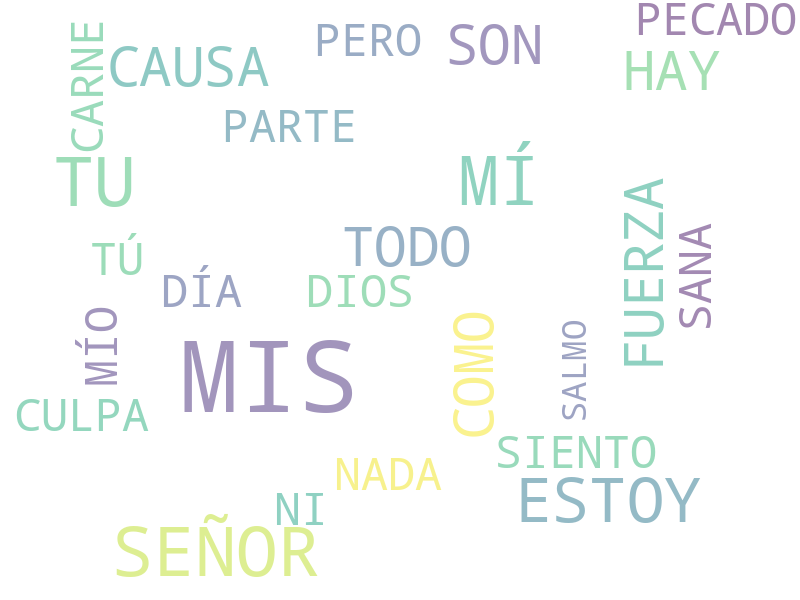 PECADO
PERO
SON
CARNE
CAUSA
HAY
PARTE
TU
MÍ
FUERZA
SANA
TODO
TÚ
DÍA
DIOS
MÍO
MIS
COMO
SALMO
CULPA
SIENTO
NADA
ESTOY
NI
SEÑOR